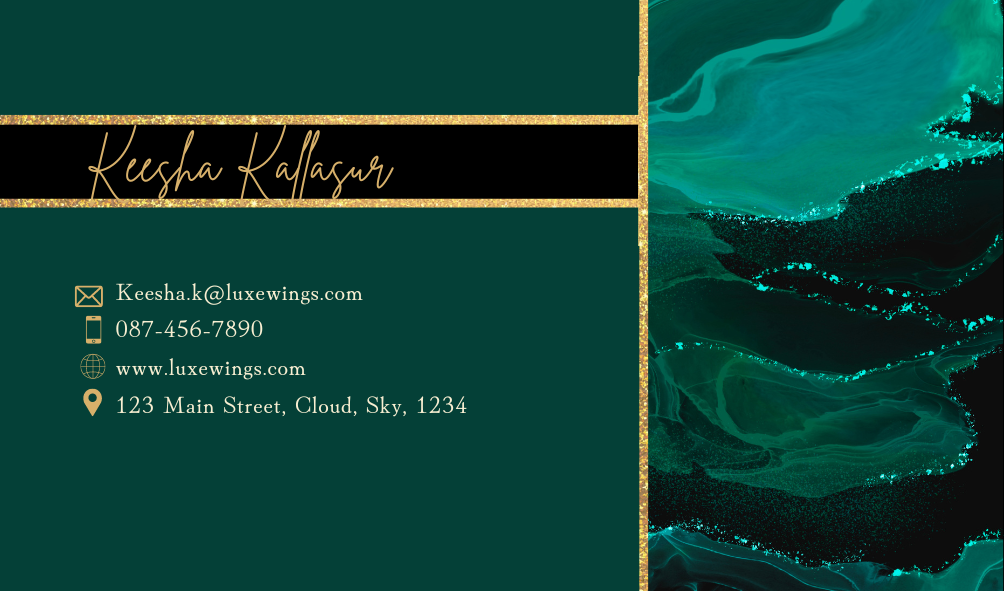 Keesha Kallasur
Keesha.k@luxewings.com
087-456-7890
www.luxewings.com
123 Main Street, Cloud, Sky, 1234